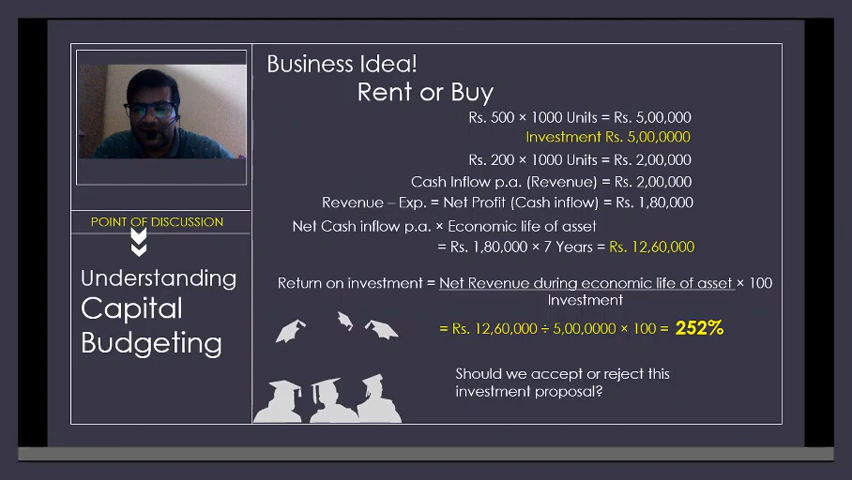 Business Idea!
Rent or Buy
Rs. 500 × 1000 Units = Rs. 5,00,000
Investment Rs. 5,00,0000
Rs. 200 × 1000 Units = Rs. 2,00,000
Cash Inflow p.a. (Revenue) = Rs. 2,00,000
Revenue – Exp. = Net Profit (Cash inflow) = Rs. 1,80,000
Net Cash inflow p.a. × Economic life of asset
= Rs. 1,80,000 × 7 Years = Rs. 12,60,000
Return on investment = Net Revenue during economic life of asset × 100
Investment
= Rs. 12,60,000 ÷ 5,00,0000 × 100 = 252%
Should we accept or reject this
investment proposal?
POINT OF DISCUSSION
Understanding
Capital
Budgeting